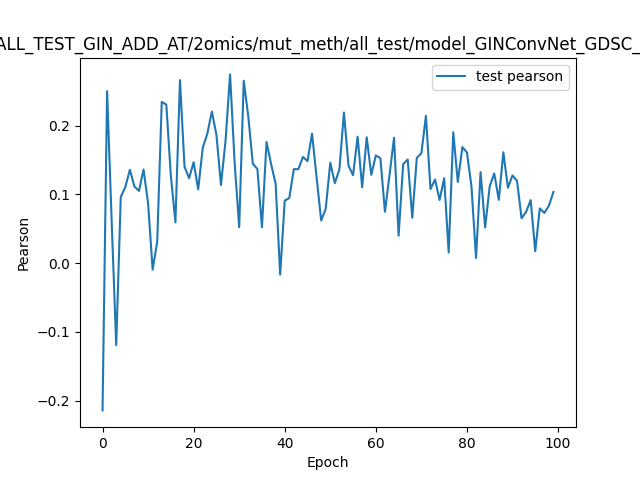 ALL_TEST_GIN_ADD_AT/2omics/mut_meth/all_test/model_GINConvNet_GDSC_
test pearson
0.2
0.1
0.0
−0.1
−0.2
Pearson
0
20
40
60
80
100
Epoch